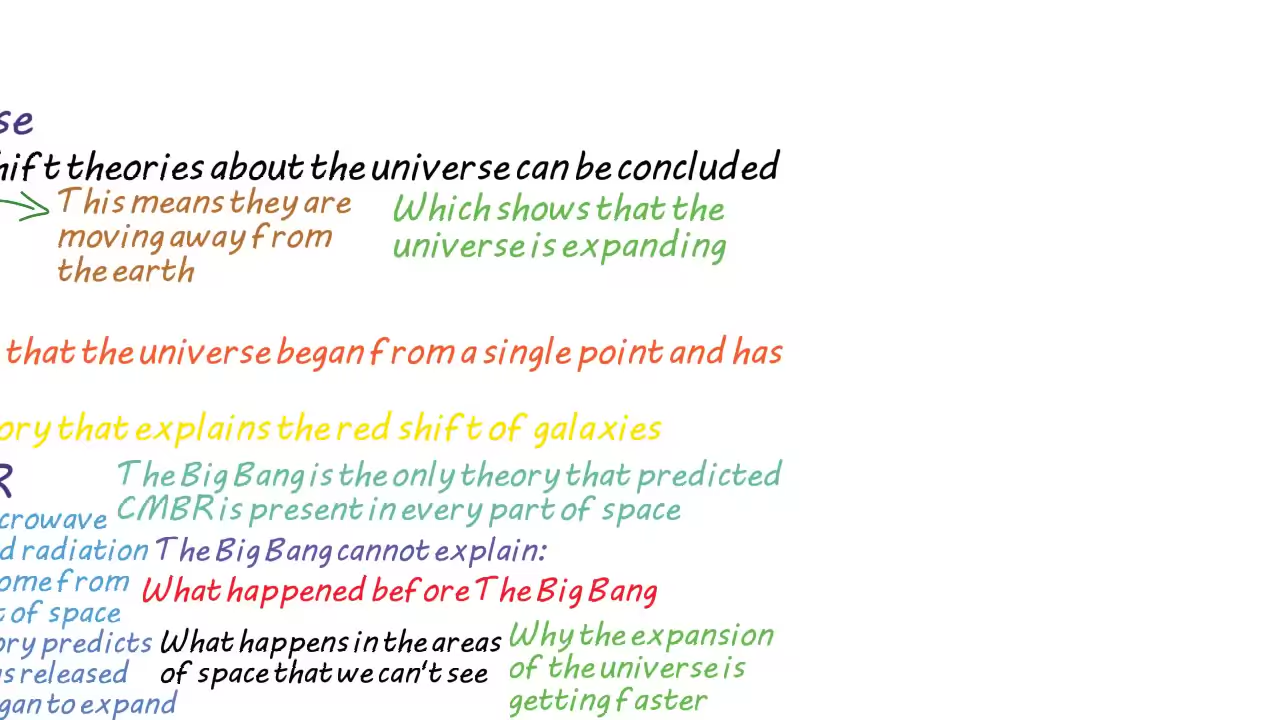 se
hift theories about the universe can be concluded
This means they are
moving away from
the earth
Which shows that the
universe is expanding
that the universe began from a single point and has
ory that explains the red shift of galaxies
R
The Big Bang is the only theory that predicted
CMBR is present in every part of space
crowave
d radiation
ome from
t of space
ory predicts
as released
gan to expand
The Big Bang cannot explain:
What happened before The Big Bang
What happens in the areas
of space that we can't see
Why the expansion
of the universe is
getting faster